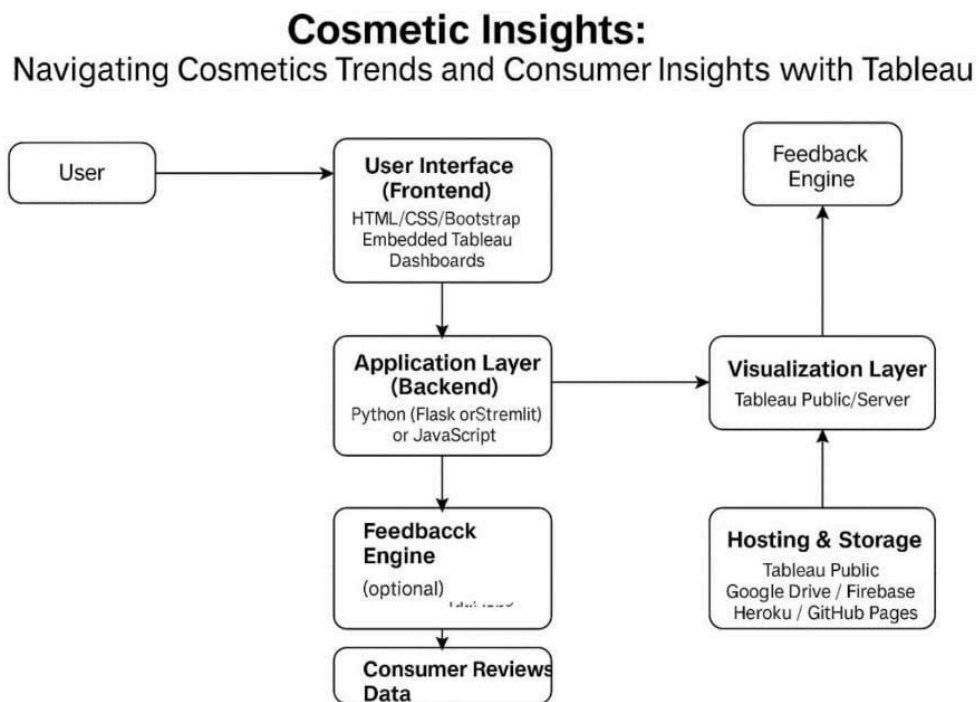 Cosmetic Insights:
Navigating Cosmetics Trends and Consumer Insights with Tableau
User
User Interface
(Frontend)
HTML/CSS/Bootstrap
Embedded Tableau
Dashboards
Feedback
Engine
Application Layer
(Backend)
Python (Flask orStremlit)
or JavaScript
Visualization Layer
Tableau Public/Server
Feedbacck
Engine
(optional)
Hosting & Storage
Tableau Public
Google Drive / Firebase
Heroku / GitHub Pages
Consumer Reviews
Data